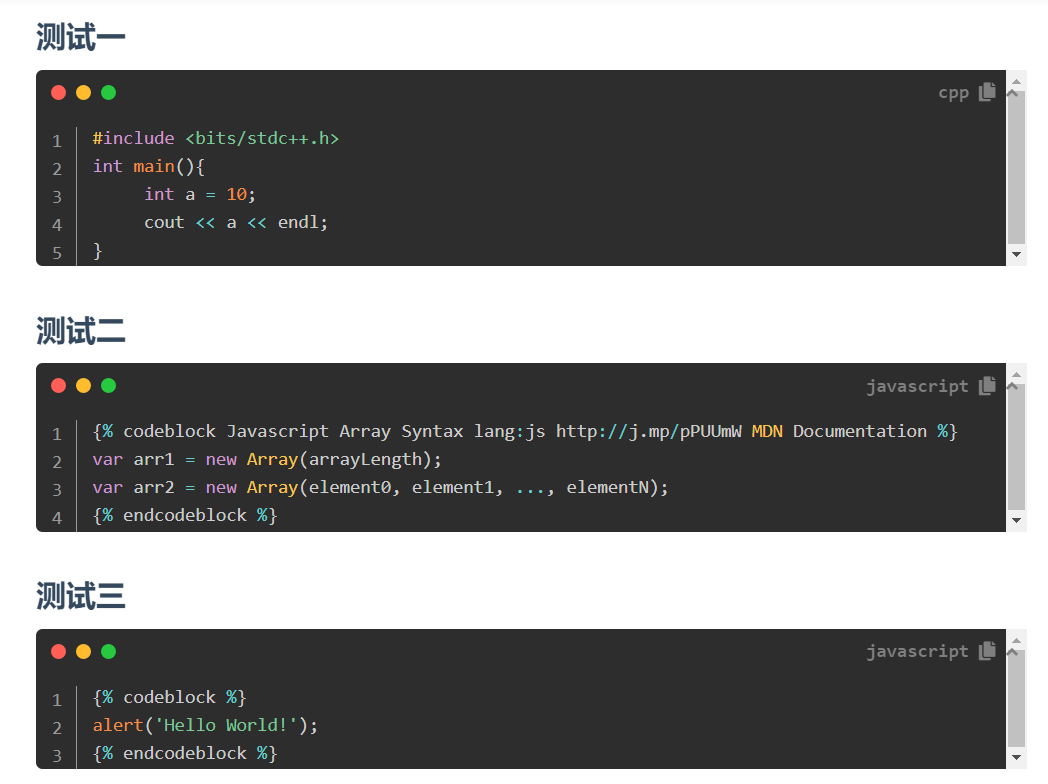 测试一
cpp
1 #include <bits/stdc++.h>
2 int main(){
3      int a = 10;
4      cout << a << endl;
5 }
测试二
javascript
1 {% codeblock Javascript Array Syntax lang:js http://j.mp/pPUUmW MDN Documentation %}
2 var arr1 = new Array(arrayLength);
3 var arr2 = new Array(element0, element1, ..., elementN);
4 {% endcodeblock %}
测试三
javascript
1 {% codeblock %}
2 alert('Hello World!');
3 {% endcodeblock %}